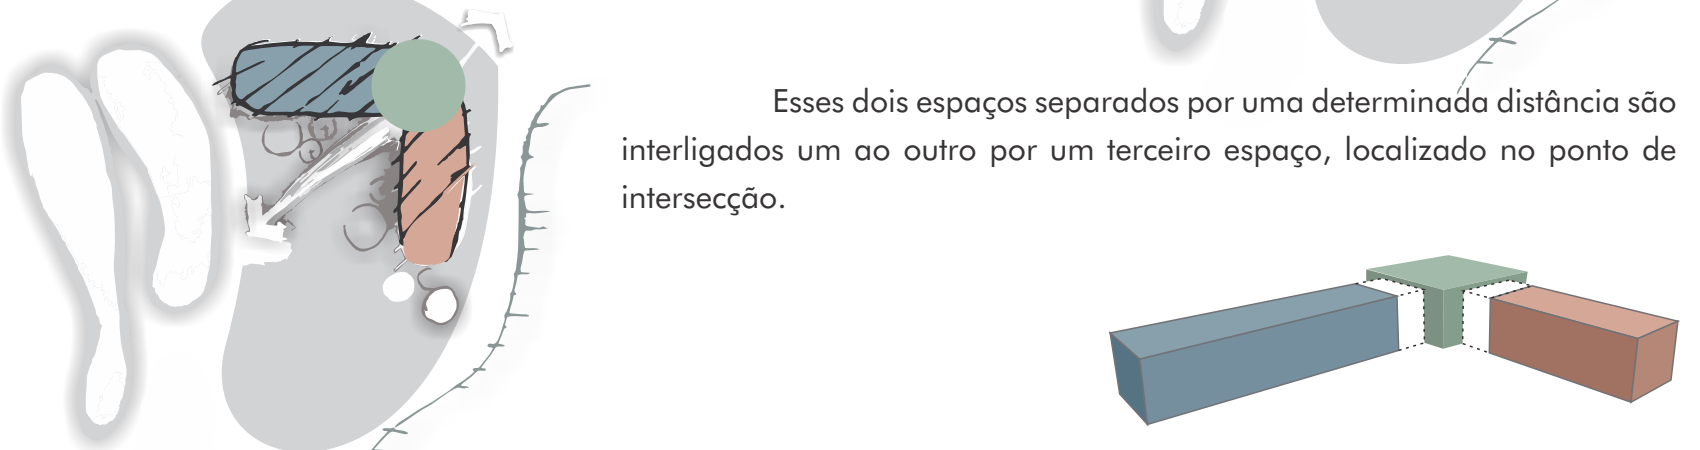 Esses dois espaços separados por uma determinada distância são
interligados um ao outro por um terceiro espaço, localizado no ponto de
intersecção.